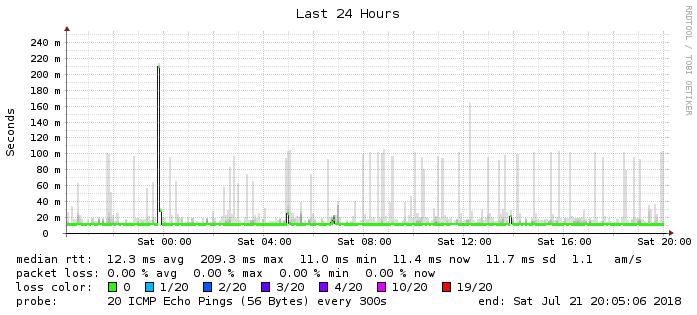 Last 24 Hours
RRDTOOL / TOBI OETIKER
Seconds
240 m
220 m
200 m
180 m
160 m
140 m
120 m
100 m
80 m
60 m
40 m
20 m
0
Sat 00:00 Sat 04:00 Sat 08:00 Sat 12:00 Sat 16:00 Sat 20:00
median rtt: 12.3 ms avg 209.3 ms max 11.0 ms min 11.4 ms now 11.7 ms sd 1.1 am/s
packet loss: 0.00 % avg 0.00 % max 0.00 % min 0.00 % now
loss color: 0 1/20 2/20 3/20 4/20 10/20 19/20
probe: 20 ICMP Echo Pings (56 Bytes) every 300s end: Sat Jul 21 20:05:06 2018